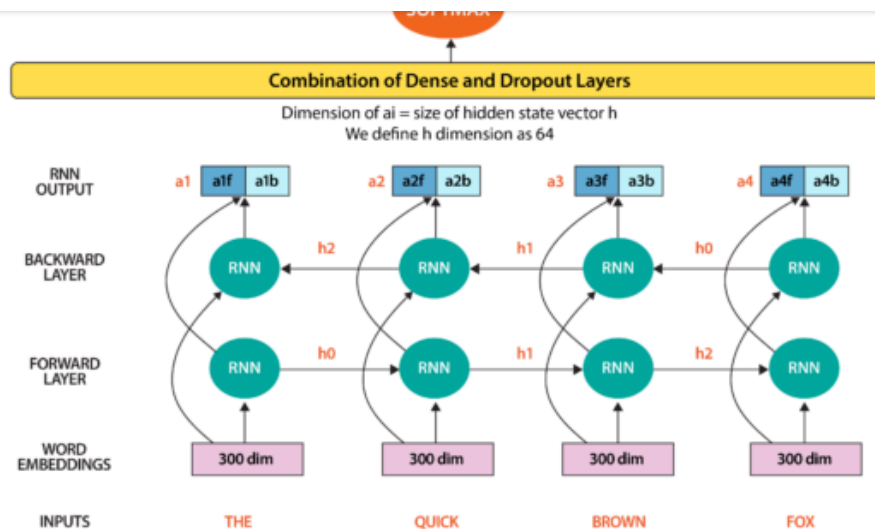 SOFTMAX
Combination of Dense and Dropout Layers
Dimension of ai = size of hidden state vector h
We define h dimension as 64
RNN
OUTPUT
a1 a1f a1b a2 a2f a2b a3 a3f a3b a4 a4f a4b
BACKWARD
LAYER
RNN h2 RNN h1 RNN h0 RNN
FORWARD
LAYER
RNN h0 RNN h1 RNN h2 RNN
WORD
EMBEDDINGS
300 dim 300 dim 300 dim 300 dim
INPUTS THE QUICK BROWN FOX